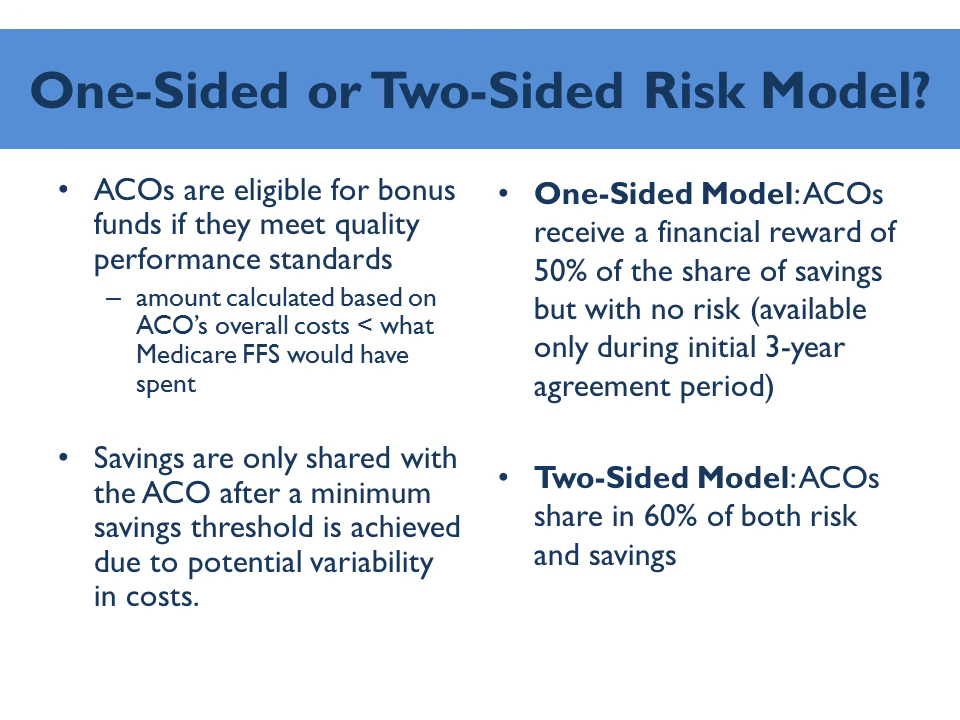 One-Sided or Two-Sided Risk Model?
• ACOs are eligible for bonus
funds if they meet quality
performance standards
– amount calculated based on
ACO's overall costs < what
Medicare FFS would have
spent
• Savings are only shared with
the ACO after a minimum
savings threshold is achieved
due to potential variability
in costs.
• One-Sided Model: ACOs
receive a financial reward of
50% of the share of savings
but with no risk (available
only during initial 3-year
agreement period)
• Two-Sided Model: ACOs
share in 60% of both risk
and savings